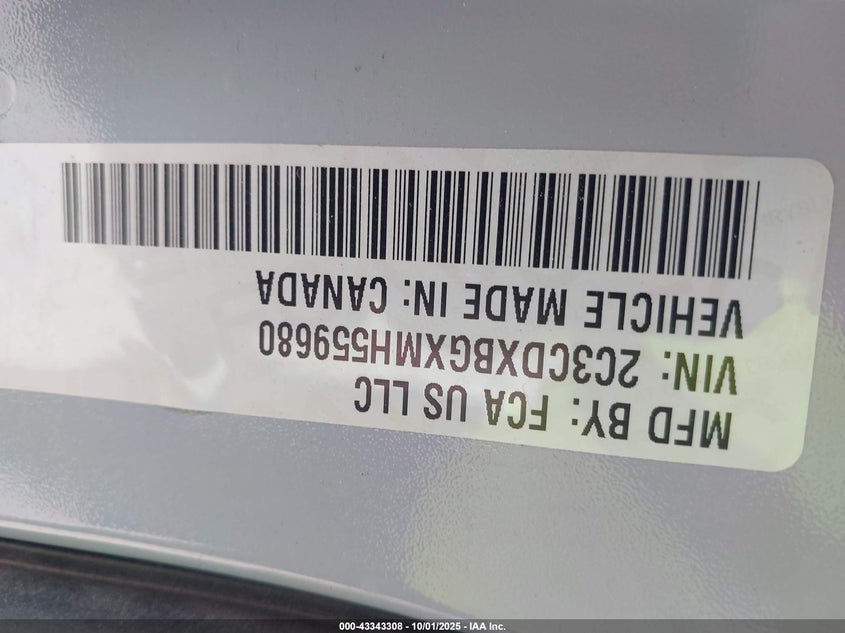 MFD BY: FCA US LLC
VIN: 2C3CDXBGXMH559680
VEHICLE MADE IN: CANADA
000-43343308 - 10/01/2025 - IAA Inc.